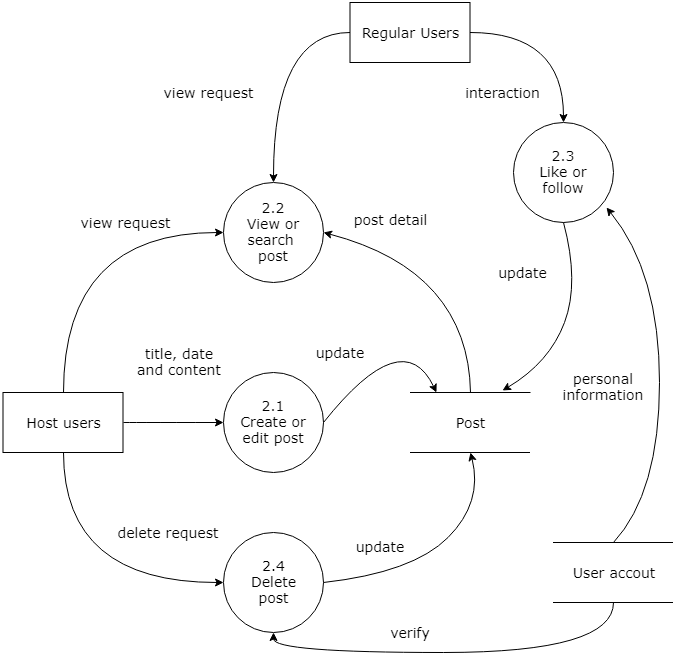 Regular Users
view request
interaction
2.3
Like or
follow
2.2
View or
search
post
view request
post detail
update
title, date
and content
update
personal
information
2.1
Create or
edit post
Host users
Post
delete request
update
2.4
Delete
post
User accout
verify